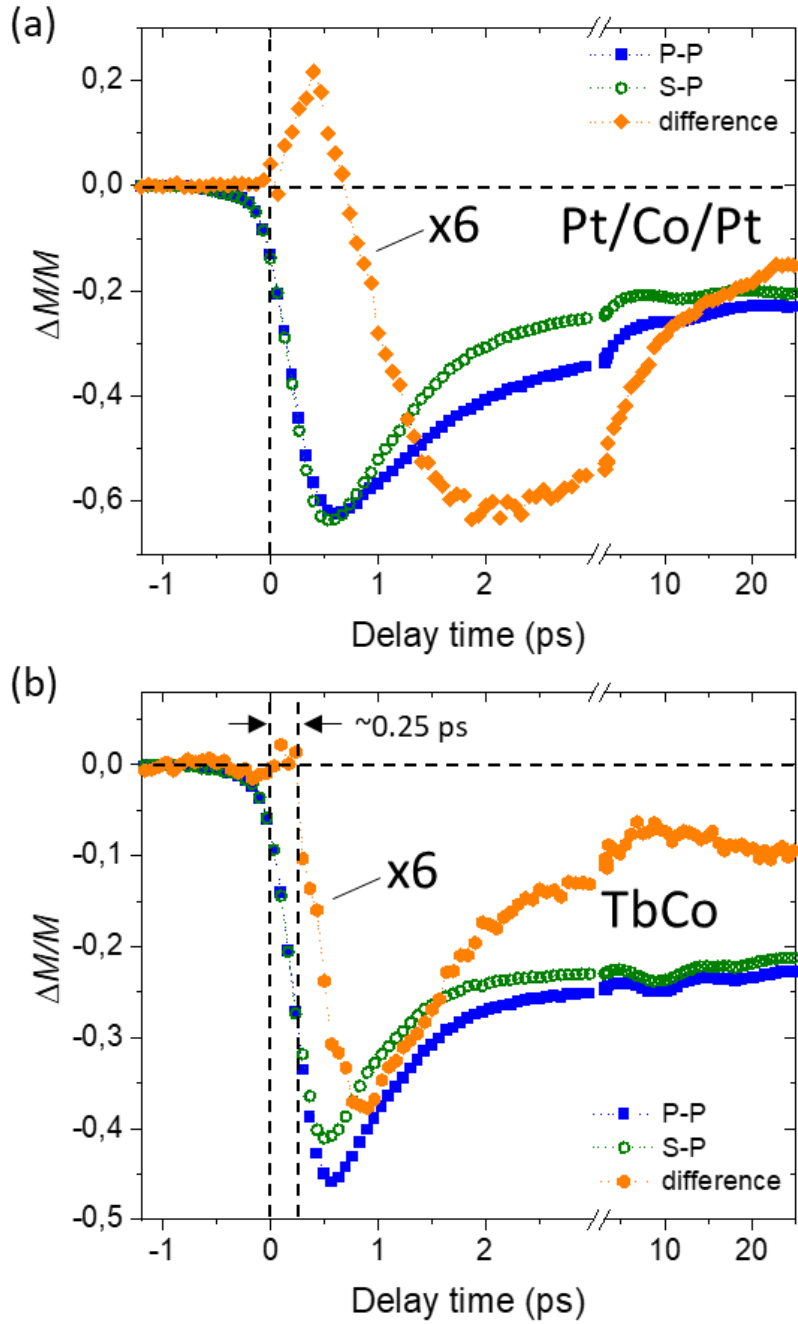 (a)
0,2
0,0
-0,2
-0,4
-0,6
ΔM/M
P-P
S-P
difference
x6
Pt/Co/Pt
-1 0 1 2 10 20
Delay time (ps)
(b)
~0.25 ps
0,0
-0,1
-0,2
-0,3
-0,4
-0,5
ΔM/M
x6
TbCo
P-P
S-P
difference
-1 0 1 2 10 20
Delay time (ps)